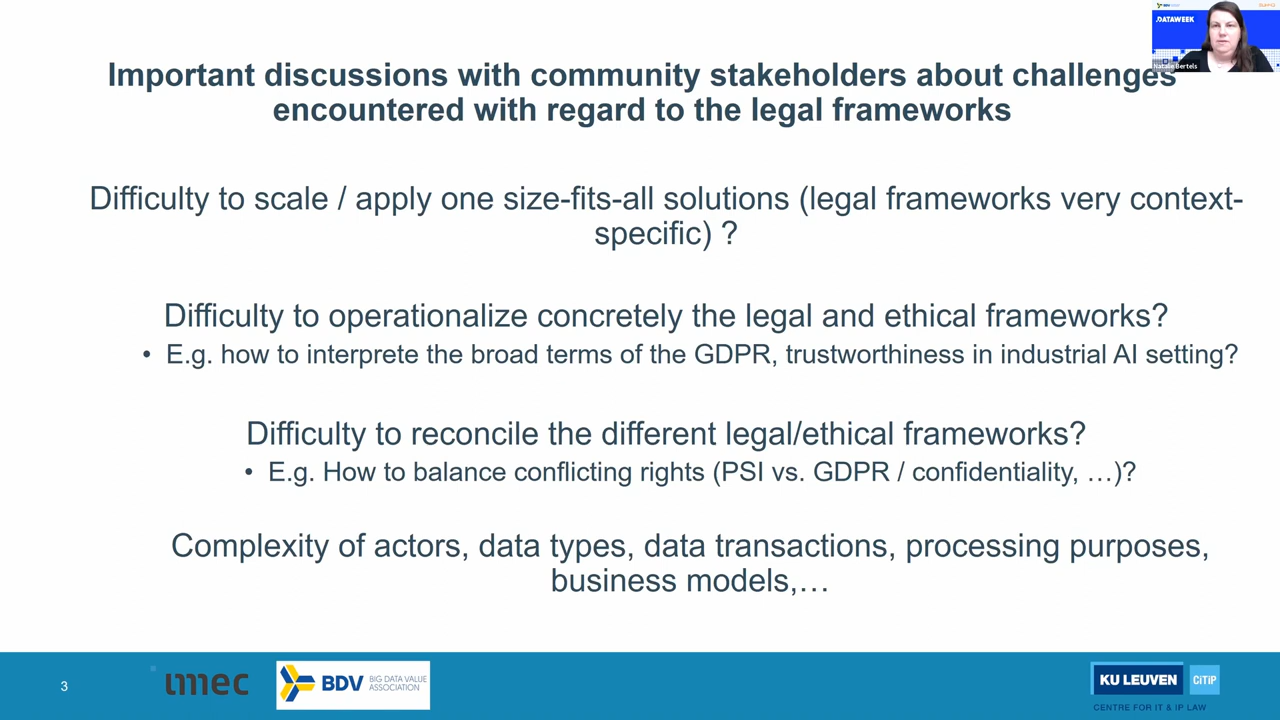 BDV
DATAWEEK
Natalie Bertels
Important discussions with community stakeholders about challenges
encountered with regard to the legal frameworks
Difficulty to scale / apply one size-fits-all solutions (legal frameworks very context-
specific) ?
Difficulty to operationalize concretely the legal and ethical frameworks?
• E.g. how to interprete the broad terms of the GDPR, trustworthiness in industrial AI setting?
Difficulty to reconcile the different legal/ethical frameworks?
• E.g. How to balance conflicting rights (PSI vs. GDPR / confidentiality, …)?
Complexity of actors, data types, data transactions, processing purposes,
business models,…
3
imec
BDV
BIG DATA VALUE
ASSOCIATION
KU LEUVEN
CiTiP
CENTRE FOR IT & IP LAW